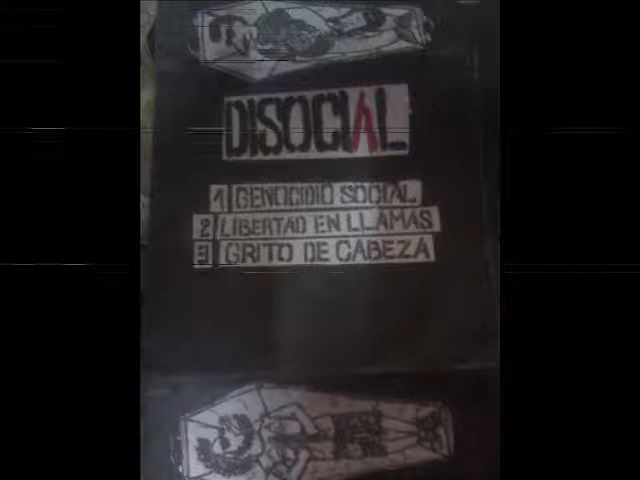 DISOCIAL
1 GENOCIDIO SOCIAL
2 LIBERTAD EN LLAMAS
3 GRITO DE CABEZA